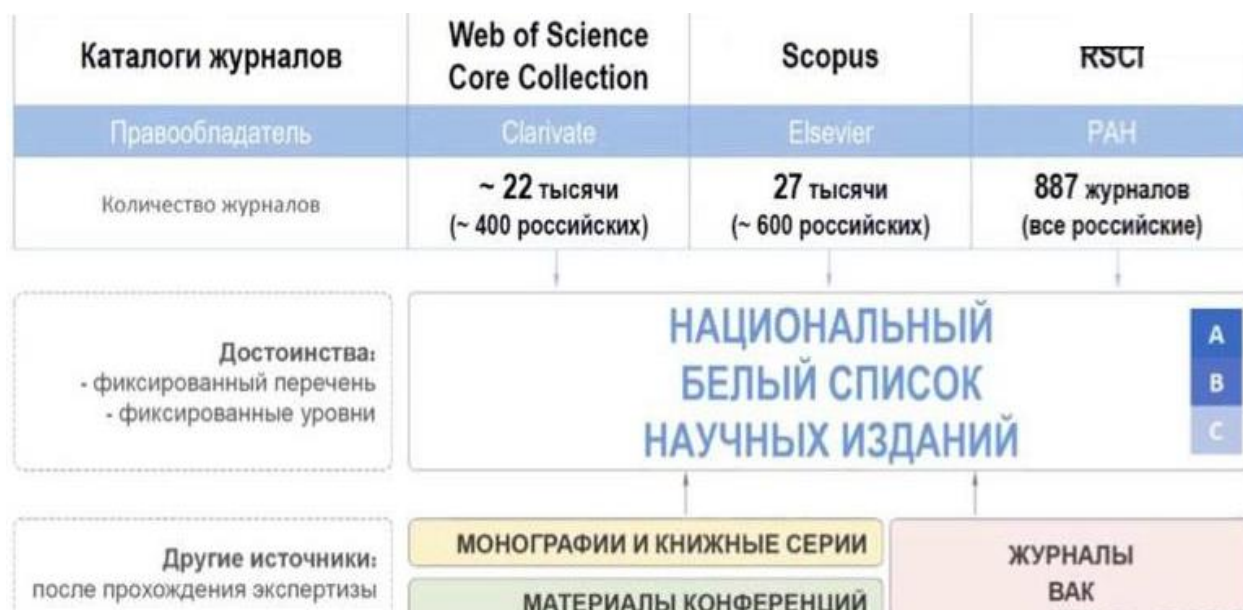 Каталоги журналов
Web of Science
Core Collection
Scopus
RSCI
Правообладатель
Clarivate
Elsevier
РАН
Количество журналов
~ 22 тысячи
(~ 400 российских)
27 тысячи
(~ 600 российских)
887 журналов
(все российские)
Достоинства:
- фиксированный перечень
- фиксированные уровни
НАЦИОНАЛЬНЫЙ
БЕЛЫЙ СПИСОК
НАУЧНЫХ ИЗДАНИЙ
A
B
C
Другие источники:
после прохождения экспертизы
МОНОГРАФИИ И КНИЖНЫЕ СЕРИИ
МАТЕРИАЛЫ КОНФЕРЕНЦИЙ
ЖУРНАЛЫ
ВАК